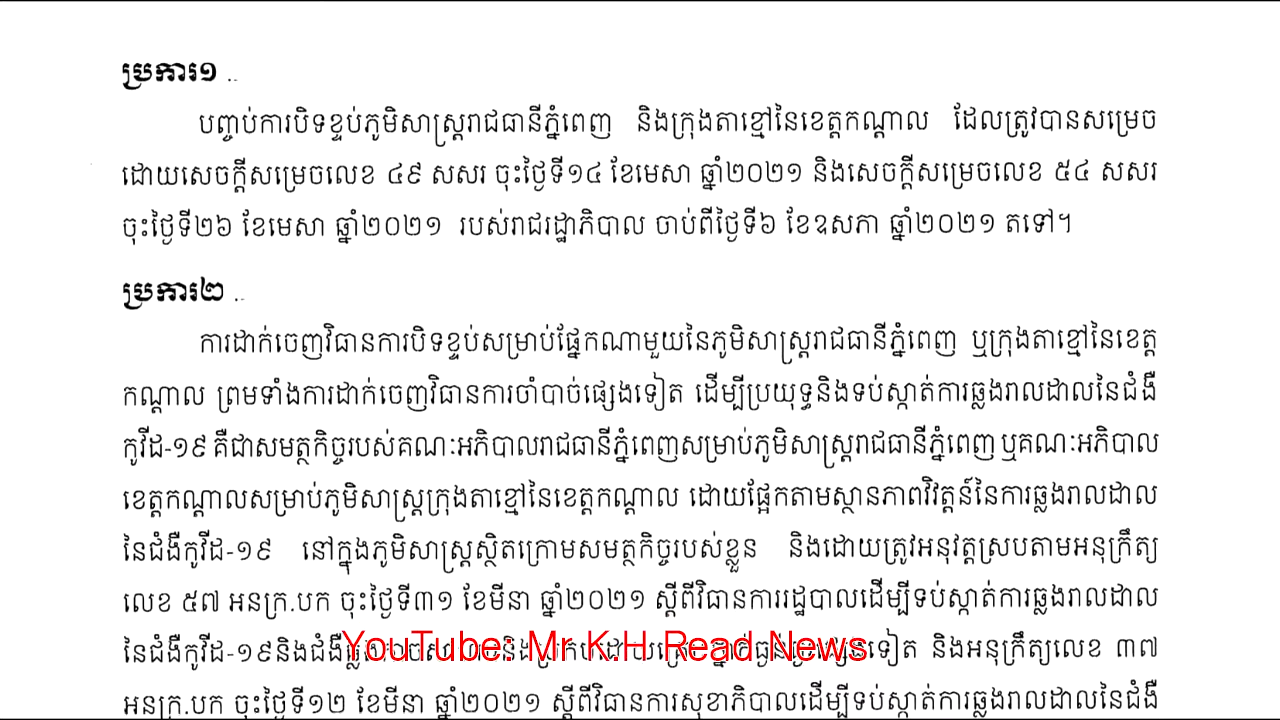 ប្រការ១ ..
បញ្ចប់ការបិទខ្ទប់ភូមិសាស្ត្ររាជធានីភ្នំពេញ និងក្រុងតាខ្មៅនៃខេត្តកណ្តាល ដែលត្រូវបានសម្រេច
ដោយសេចក្តីសម្រេចលេខ ៤៩ សសរ ចុះថ្ងៃទី១៤ ខែមេសា ឆ្នាំ២០២១ និងសេចក្តីសម្រេចលេខ ៥៤ សសរ
ចុះថ្ងៃទី២៦ ខែមេសា ឆ្នាំ២០២១ របស់រាជរដ្ឋាភិបាល ចាប់ពីថ្ងៃទី៦ ខែឧសភា ឆ្នាំ២០២១ តទៅ។
ប្រការ២ ..
ការដាក់ចេញវិធានការបិទខ្ទប់សម្រាប់ផ្នែកណាមួយនៃភូមិសាស្ត្ររាជធានីភ្នំពេញ ឬក្រុងតាខ្មៅនៃខេត្ត
កណ្តាល ព្រមទាំងការដាក់ចេញវិធានការចាំបាច់ផ្សេងទៀត ដើម្បីប្រយុទ្ធនិងទប់ស្កាត់ការឆ្លងរាលដាលនៃជំងឺ
កូវីដ-១៩ គឺជាសមត្ថកិច្ចរបស់គណៈអភិបាលរាជធានីភ្នំពេញសម្រាប់ភូមិសាស្ត្ររាជធានីភ្នំពេញ ឬគណៈអភិបាល
ខេត្តកណ្តាលសម្រាប់ភូមិសាស្ត្រក្រុងតាខ្មៅនៃខេត្តកណ្តាល ដោយផ្អែកតាមស្ថានភាពវិវត្តន៍នៃការឆ្លងរាលដាល
នៃជំងឺកូវីដ-១៩ នៅក្នុងភូមិសាស្ត្រស្ថិតក្រោមសមត្ថកិច្ចរបស់ខ្លួន និងដោយត្រូវអនុវត្តស្របតាមអនុក្រឹត្យ
លេខ ៥៧ អនក្រ.បក ចុះថ្ងៃទី៣១ ខែមីនា ឆ្នាំ២០២១ ស្តីពីវិធានការរដ្ឋបាលដើម្បីទប់ស្កាត់ការឆ្លងរាលដាល
នៃជំងឺកូវីដ-១៩និងជំងឺ ទៀត និងអនុក្រឹត្យលេខ ៣៧
YouTube: Mr K.H Read News
អនក្រ.បក ចុះថ្ងៃទី១២ ខែមីនា ឆ្នាំ២០២១ ស្តីពីវិធានការសុខាភិបាលដើម្បីទប់ស្កាត់ការឆ្លងរាលដាលនៃជំងឺ